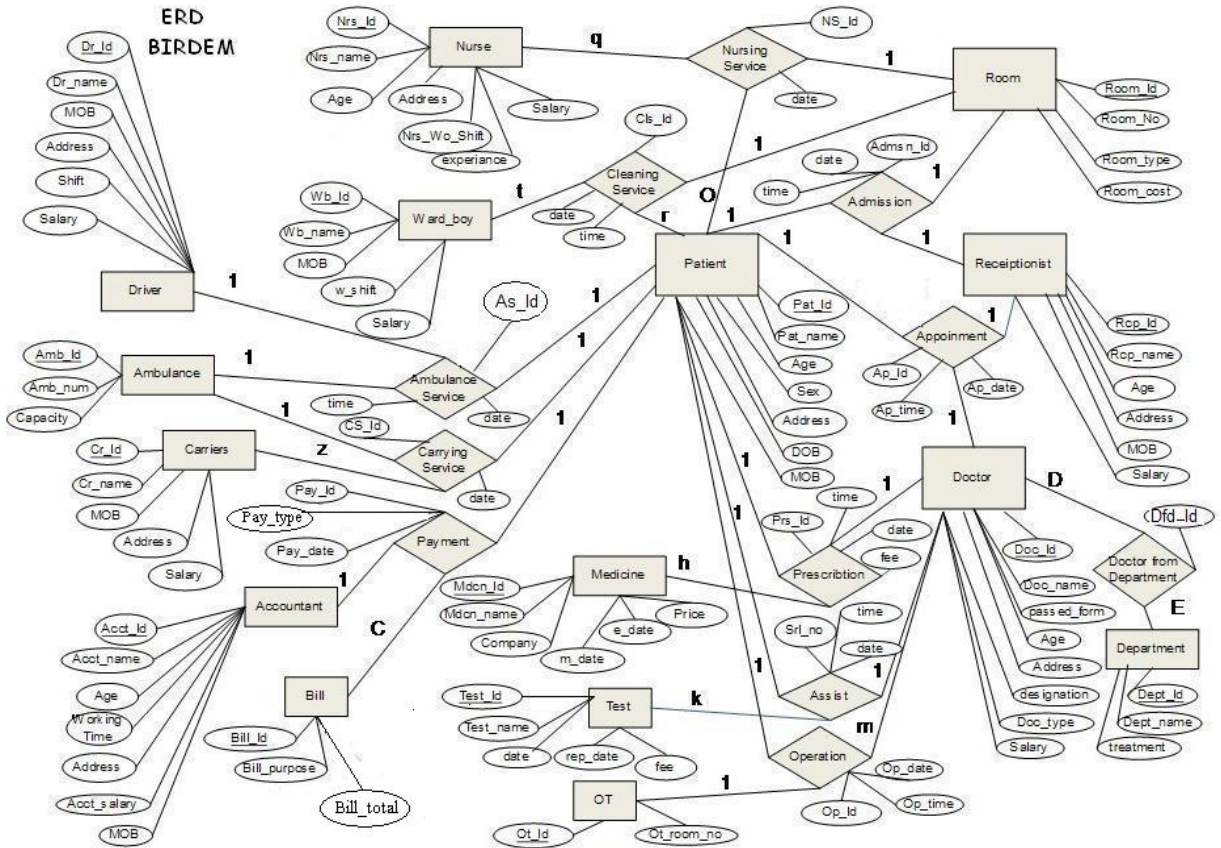 ERD
BIRDEM
Dr_Id
Dr_name
MOB
Address
Shift
Salary
Driver
1
Nrs_Id
Nrs_name
Age
Address
Nrs_Wo_Shift
experiance
Salary
Nurse
q
Nursing
Service
NS_Id
date
1
Room
Room_Id
Room_No
Room_type
Room_cost
Cls_Id
Cleaning
Service
date
time
t
r
1
O
Wb_Id
Wb_name
MOB
w_shift
Salary
Ward_boy
date
Admsn_Id
time
Admission
1
1
1
Patient
Pat_Id
Pat_name
Age
Sex
Address
DOB
MOB
Receiptionist
Rcp_Id
Rcp_name
Age
Address
MOB
Salary
1
1
Appoinment
Ap_Id
Ap_time
Ap_date
1
As_Id
Amb_Id
Amb_num
Capacity
Ambulance
1
Ambulance
Service
time
date
1
1
1
CS_Id
Carrying
Service
date
1
z
Cr_Id
Cr_name
MOB
Address
Salary
Carriers
Pay_Id
Pay_type
Pay_date
Payment
1
C
Accountant
Acct_Id
Acct_name
Age
Working
Time
Address
Acct_salary
MOB
Bill
Bill_Id
Bill_purpose
Bill_total
Doctor
Doc_Id
Doc_name
passed_form
Age
Address
designation
Doc_type
Salary
D
Dfd_Id
Doctor from
Department
E
Department
Dept_Id
Dept_name
treatment
1
1
time
Prs_Id
date
fee
Prescribtion
h
Medicine
Mdcn_Id
Mdcn_name
Company
m_date
e_date
Price
Srl_no
time
date
Assist
1
1
k
Test
Test_Id
Test_name
date
rep_date
fee
Operation
m
Op_date
Op_time
Op_Id
1
OT
Ot_Id
Ot_room_no